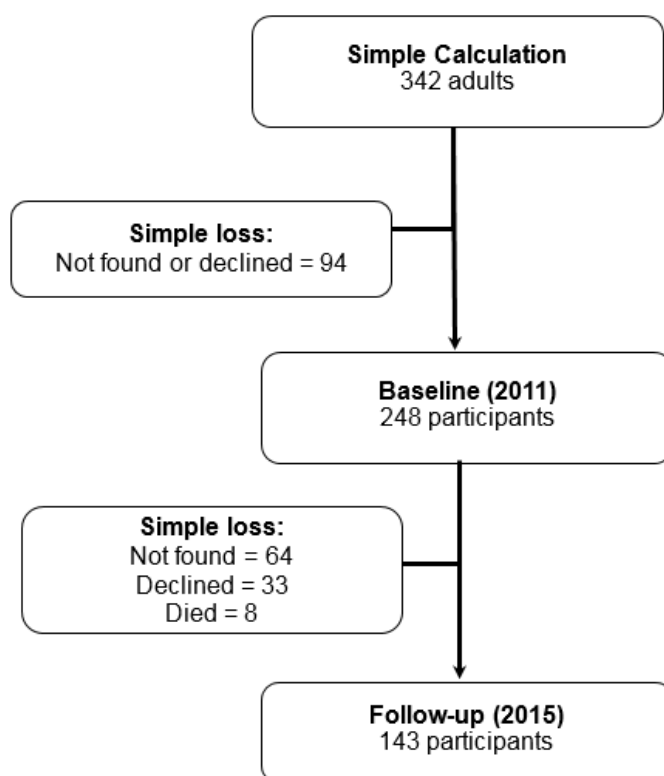 Simple Calculation
342 adults
Simple loss:
Not found or declined = 94
Baseline (2011)
248 participants
Simple loss:
Not found = 64
Declined = 33
Died = 8
Follow-up (2015)
143 participants